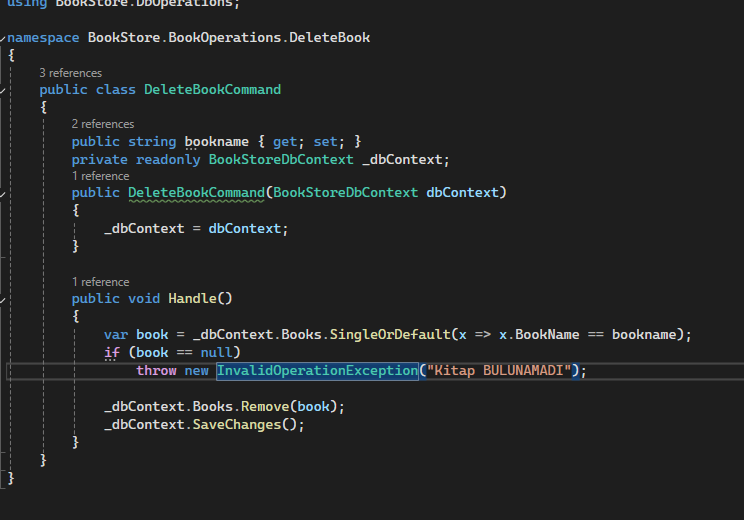 using BookStore.DbOperations;
namespace BookStore.BookOperations.DeleteBook
{
3 references
public class DeleteBookCommand
{
2 references
public string bookname { get; set; }
private readonly BookStoreDbContext _dbContext;
1 reference
public DeleteBookCommand(BookStoreDbContext dbContext)
{
_dbContext = dbContext;
}
1 reference
public void Handle()
{
var book = _dbContext.Books.SingleOrDefault(x => x.BookName == bookname);
if (book == null)
throw new InvalidOperationException("Kitap BULUNAMADI");
_dbContext.Books.Remove(book);
_dbContext.SaveChanges();
}
}
}